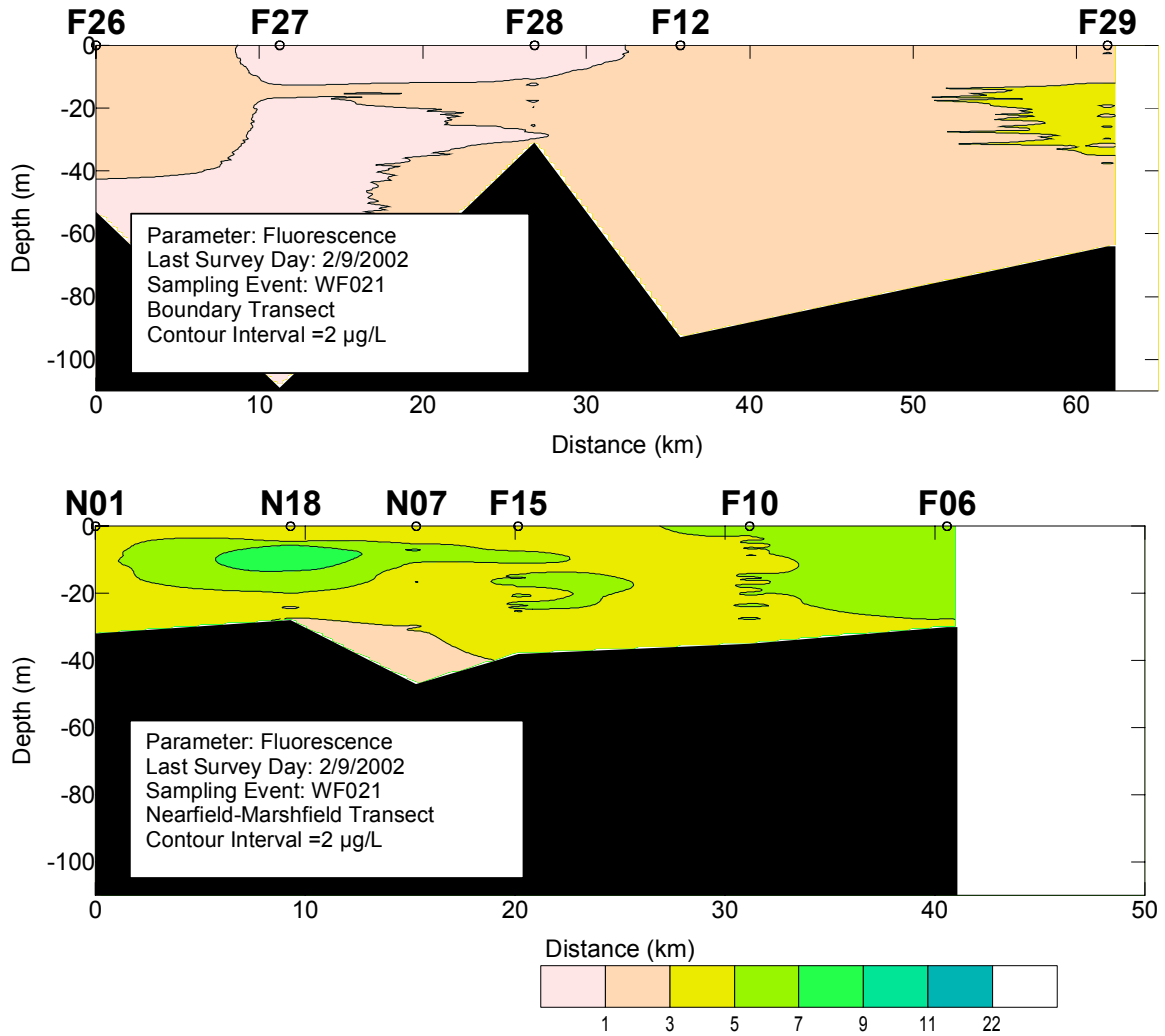 F26 F27 F28 F12 F29
0
-20
-40
-60
-80
-100
Depth (m)
Parameter: Fluorescence
Last Survey Day: 2/9/2002
Sampling Event: WF021
Boundary Transect
Contour Interval =2 µg/L
0 10 20 30 40 50 60
Distance (km)
N01 N18 N07 F15 F10 F06
0
-20
-40
-60
-80
-100
Depth (m)
Parameter: Fluorescence
Last Survey Day: 2/9/2002
Sampling Event: WF021
Nearfield-Marshfield Transect
Contour Interval =2 µg/L
0 10 20 30 40 50
Distance (km)
1 3 5 7 9 11 22